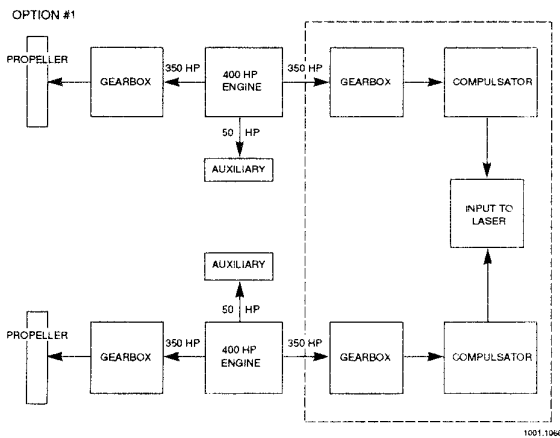 OPTION #1
PROPELLER
GEARBOX
350 HP
400 HP
ENGINE
350 HP
GEARBOX
COMPULSATOR
50 HP
AUXILIARY
INPUT TO
LASER
AUXILIARY
50 HP
PROPELLER
GEARBOX
350 HP
400 HP
ENGINE
350 HP
GEARBOX
COMPULSATOR